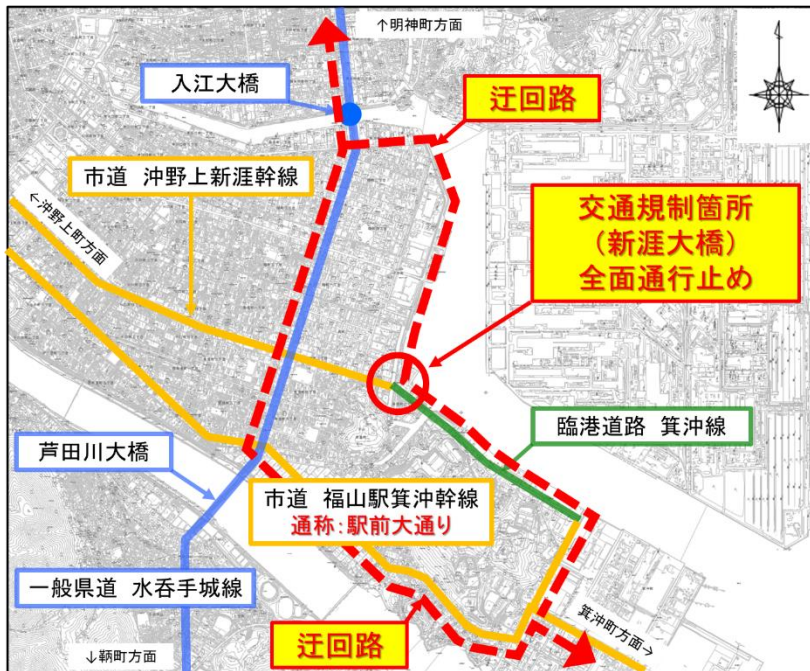 ↑明神町方面
入江大橋
迂回路
市道 沖野上新涯幹線
←沖野上町方面
交通規制箇所
(新涯大橋)
全面通行止め
臨港道路 箕沖線
芦田川大橋
市道 福山駅箕沖幹線
通称:駅前大通り
一般県道 水呑手城線
迂回路
箕沖町方面→
↓鞆町方面